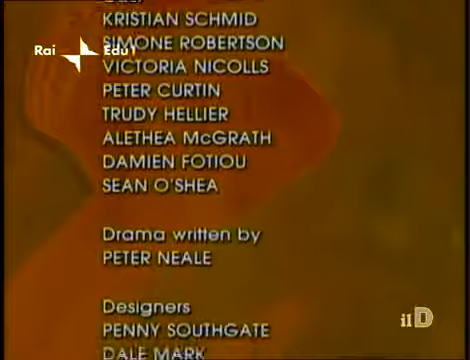 KRISTIAN SCHMID
SIMONE ROBERTSON
Rai Edu1
VICTORIA NICOLLS
PETER CURTIN
TRUDY HELLIER
ALETHEA McGRATH
DAMIEN FOTIOU
SEAN O'SHEA
Drama written by
PETER NEALE
Designers
PENNY SOUTHGATE
DALE MARK
ilD